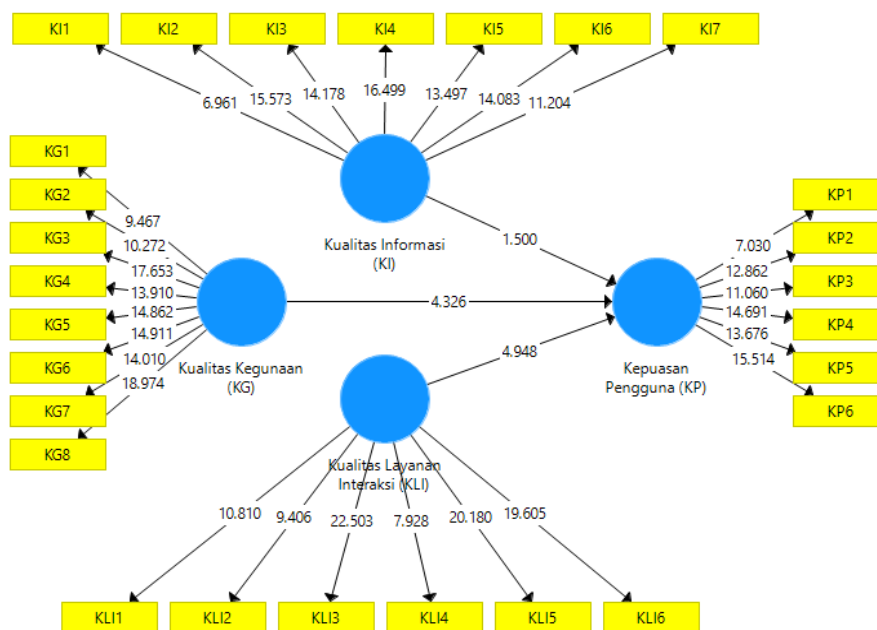 KI1
KI2
KI3
KI4
KI5
KI6
KI7
6.961
15.573
14.178
16.499
13.497
14.083
11.204
KG1
KG2
KG3
KG4
KG5
KG6
KG7
KG8
9.467
10.272
17.653
13.910
14.862
14.911
14.010
18.974
Kualitas Informasi
(KI)
1.500
Kualitas Kegunaan
(KG)
4.326
4.948
Kepuasan
Pengguna (KP)
7.030
12.862
11.060
14.691
13.676
15.514
KP1
KP2
KP3
KP4
KP5
KP6
Kualitas Layanan
Interaksi (KLI)
10.810
9.406
22.503
7.928
20.180
19.605
KLI1
KLI2
KLI3
KLI4
KLI5
KLI6